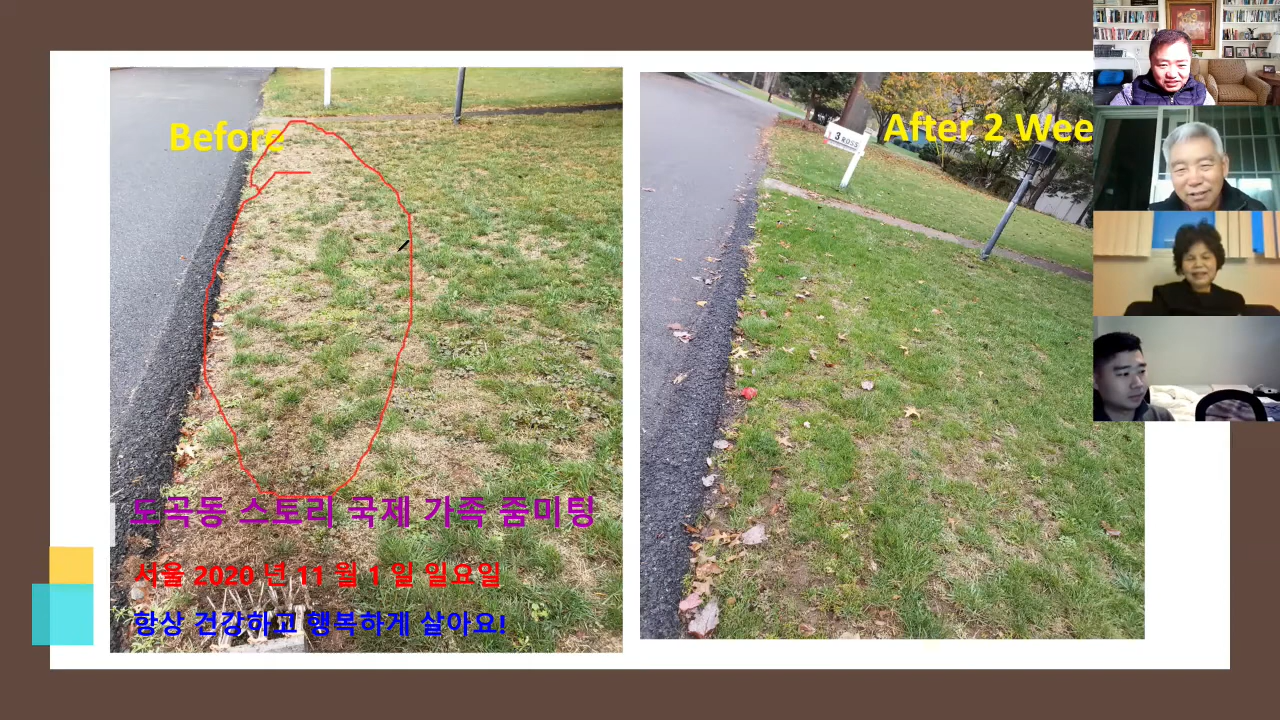 Before
After 2 Wee
3 ROSS
도곡동 스토리 국제 가족 줌미팅
서울 2020 년 11 월 1 일 일요일
항상 건강하고 행복하게 살아요!